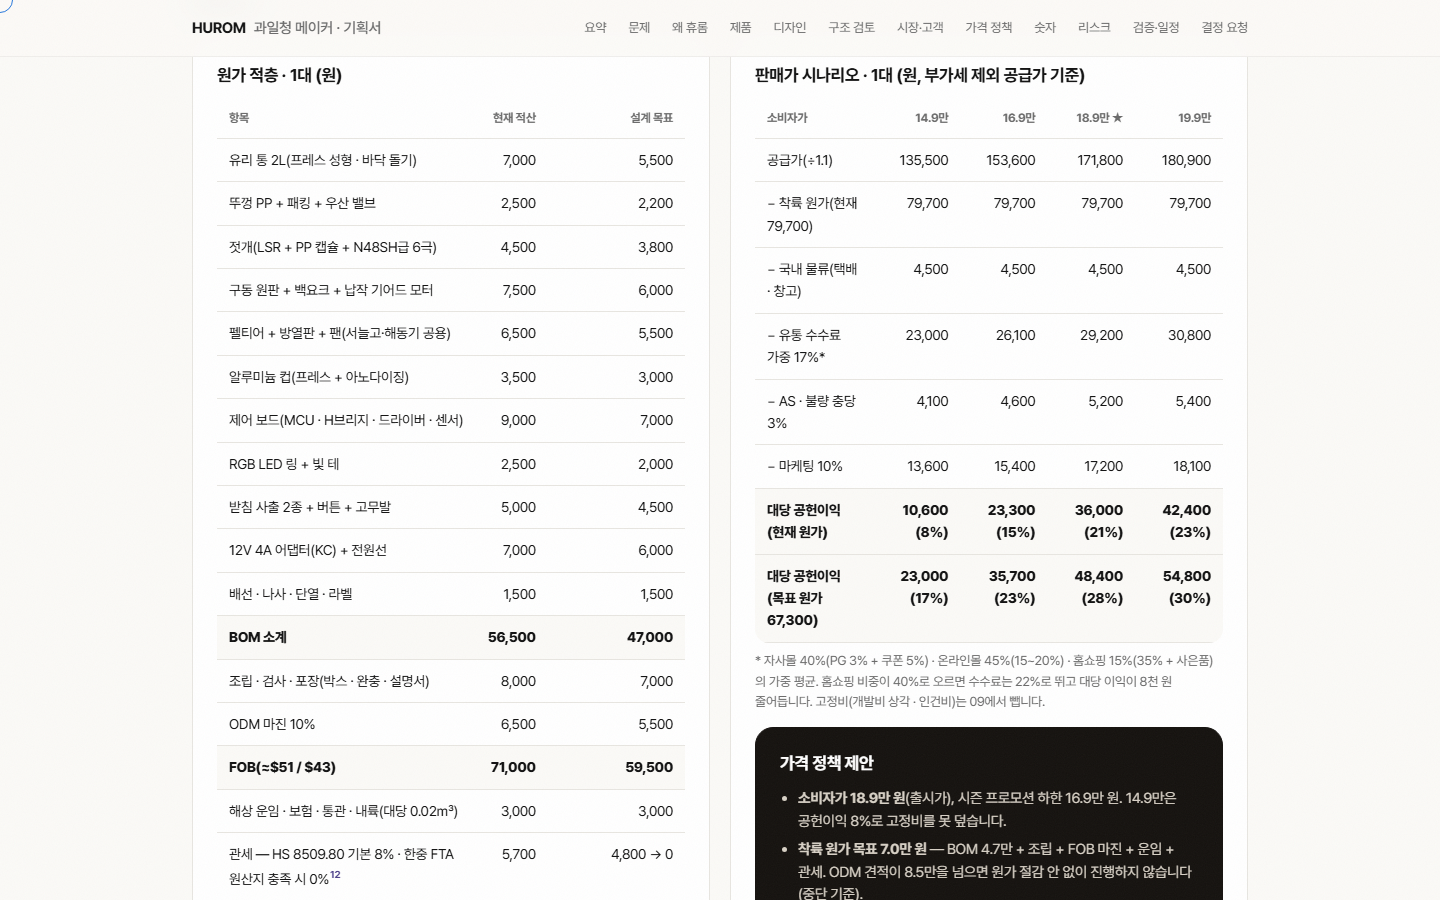 HUROM 과일청 메이커 · 기획서
요약 문제 왜 휴롬 제품 디자인 구조 검토 시장·고객 가격 정책 숫자 리스크 검증·일정 결정 요청
원가 적층 · 1대 (원)
항목 현재 적산 설계 목표
유리 통 2L(프레스 성형 · 바닥 돌기) 7,000 5,500
뚜껑 PP + 패킹 + 우산 밸브 2,500 2,200
젓개(LSR + PP 캡슐 + N48SH급 6극) 4,500 3,800
구동 원판 + 백요크 + 납작 기어드 모터 7,500 6,000
펠티어 + 방열판 + 팬(서늘고·해동기 공용) 6,500 5,500
알루미늄 컵(프레스 + 아노다이징) 3,500 3,000
제어 보드(MCU · H브리지 · 드라이버 · 센서) 9,000 7,000
RGB LED 링 + 빛 테 2,500 2,000
받침 사출 2종 + 버튼 + 고무발 5,000 4,500
12V 4A 어댑터(KC) + 전원선 7,000 6,000
배선 · 나사 · 단열 · 라벨 1,500 1,500
BOM 소계 56,500 47,000
조립 · 검사 · 포장(박스 · 완충 · 설명서) 8,000 7,000
ODM 마진 10% 6,500 5,500
FOB(≈$51 / $43) 71,000 59,500
해상 운임 · 보험 · 통관 · 내륙(대당 0.02m³) 3,000 3,000
관세 — HS 8509.80 기본 8% · 한중 FTA 5,700 4,800 → 0
원산지 충족 시 0%12
판매가 시나리오 · 1대 (원, 부가세 제외 공급가 기준)
소비자가 14.9만 16.9만 18.9만 ★ 19.9만
공급가(÷1.1) 135,500 153,600 171,800 180,900
− 착륙 원가(현재 79,700 79,700 79,700 79,700
79,700)
− 국내 물류(택배 4,500 4,500 4,500 4,500
· 창고)
− 유통 수수료 23,000 26,100 29,200 30,800
가중 17%*
− AS · 불량 충당 4,100 4,600 5,200 5,400
3%
− 마케팅 10% 13,600 15,400 17,200 18,100
대당 공헌이익 10,600 23,300 36,000 42,400
(현재 원가) (8%) (15%) (21%) (23%)
대당 공헌이익 23,000 35,700 48,400 54,800
(목표 원가 (17%) (23%) (28%) (30%)
67,300)
* 자사몰 40%(PG 3% + 쿠폰 5%) · 온라인몰 45%(15~20%) · 홈쇼핑 15%(35% + 사은품)
의 가중 평균. 홈쇼핑 비중이 40%로 오르면 수수료는 22%로 뛰고 대당 이익이 8천 원
줄어듭니다. 고정비(개발비 상각 · 인건비)는 09에서 뺍니다.
가격 정책 제안
• 소비자가 18.9만 원(출시가), 시즌 프로모션 하한 16.9만 원. 14.9만은
공헌이익 8%로 고정비를 못 덮습니다.
• 착륙 원가 목표 7.0만 원 — BOM 4.7만 + 조립 + FOB 마진 + 운임 +
관세. ODM 견적이 8.5만을 넘으면 원가 절감 안 없이 진행하지 않습니다
(중단 기준).